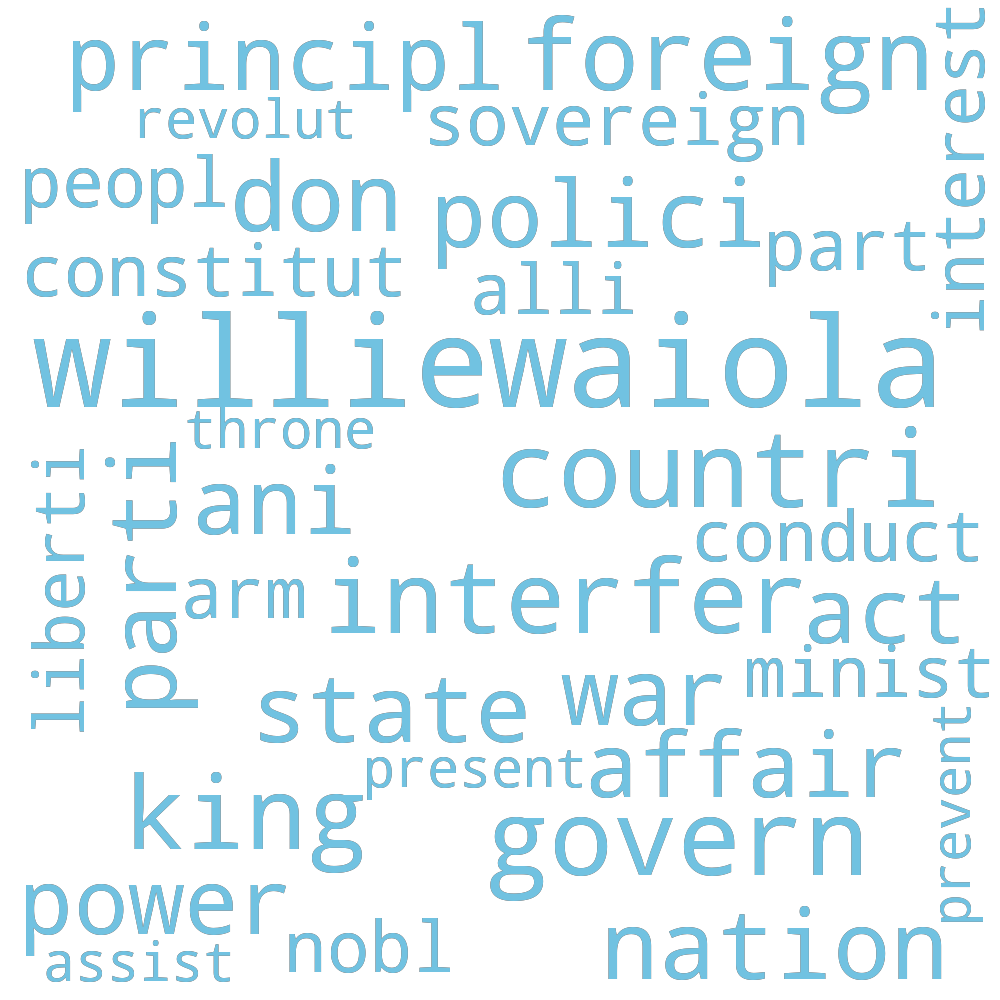 principl foreign
interest
revolut sovereign
peopl don polici
part
constitut alli
williewaiola
throne
liberti parti ani countri
conduct
arm interfer act
minist
state war
present affair
prevent
king govern
power
assist nobl nation